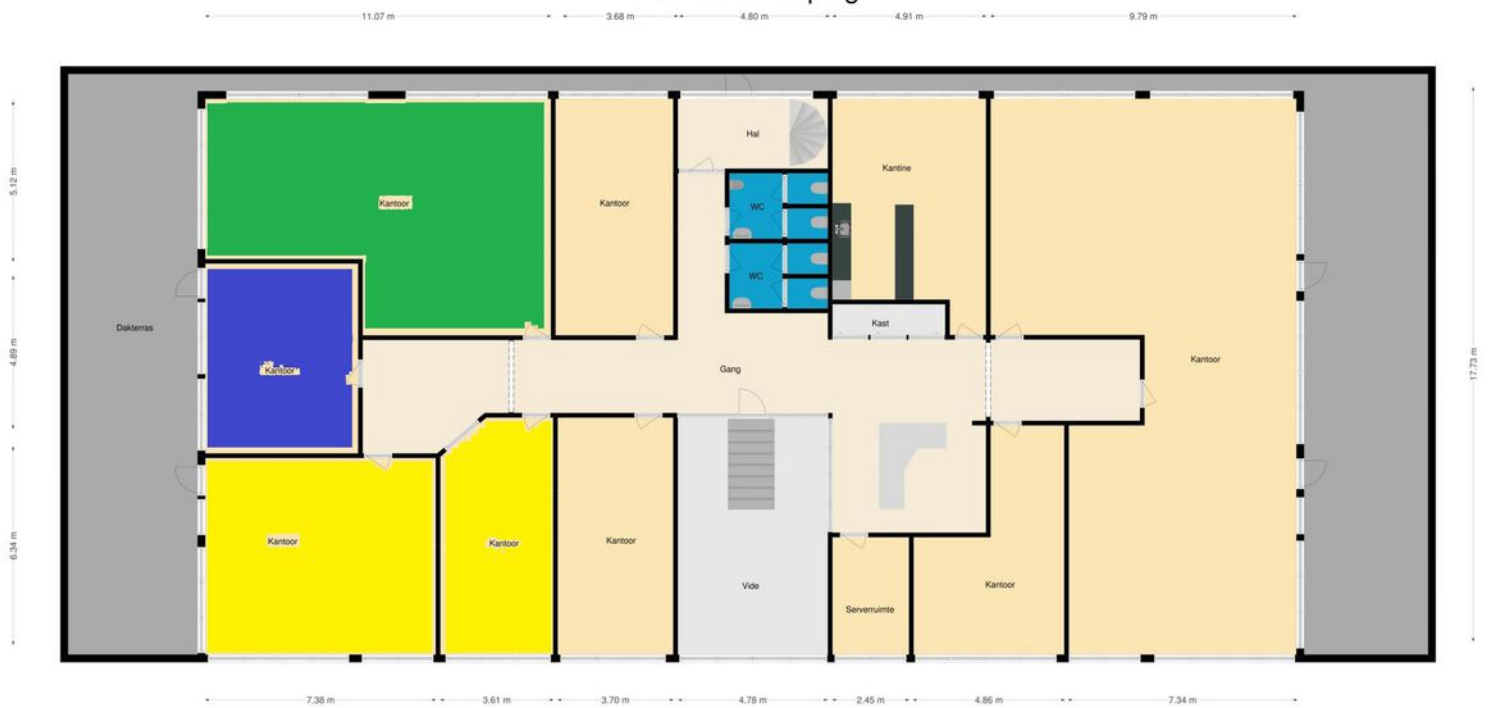 11.07 m
3.68 m
4.80 m
4.91 m
9.79 m
5.12 m
4.89 m
6.34 m
17.73 m
Kantoor
Kantoor
Hal
WC
WC
Kantine
Kast
Kantoor
Dakterras
Kantoor
Gang
Kantoor
Kantoor
Kantoor
Vide
Serverruimte
Kantoor
7.38 m
3.61 m
3.70 m
4.78 m
2.45 m
4.86 m
7.34 m